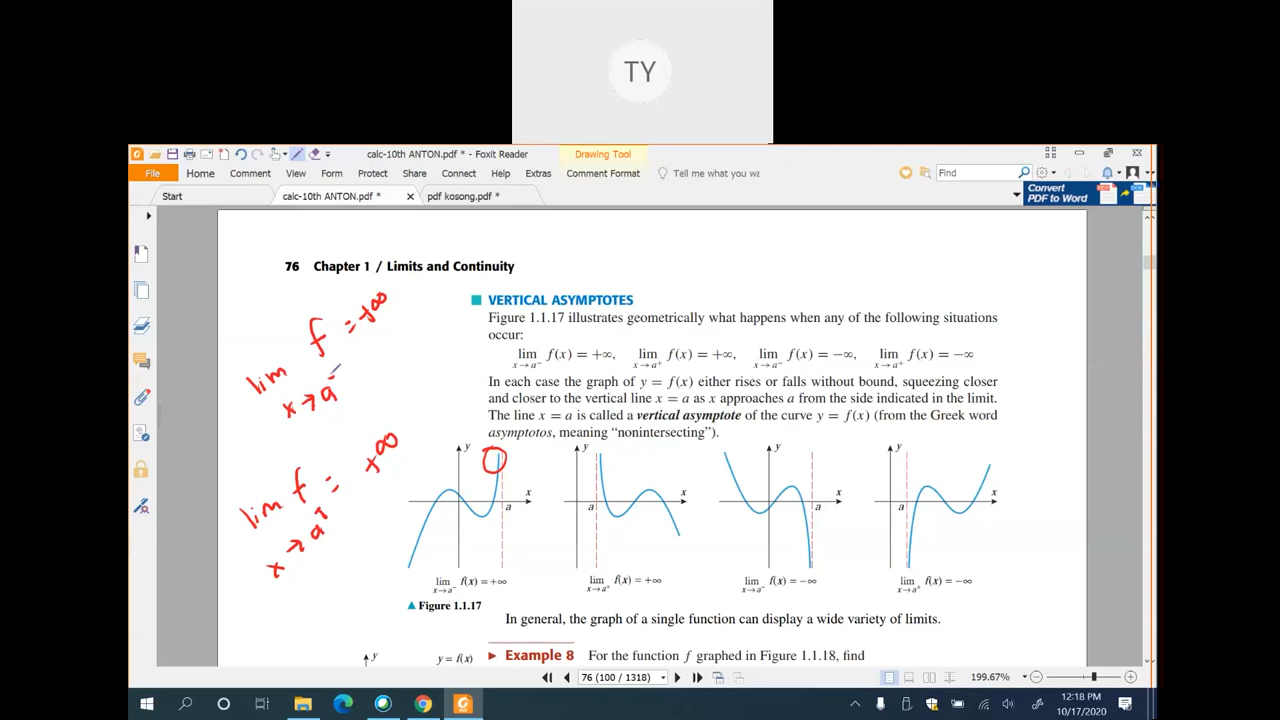 TY
calc-10th ANTON.pdf * - Foxit Reader
Drawing Tool
File Home Comment View Form Protect Share Connect Help Extras Comment Format Tell me what you wa Find
Start calc-10th ANTON.pdf * pdf kosong.pdf *
Convert
PDF to Word
76 Chapter 1 / Limits and Continuity
VERTICAL ASYMPTOTES
Figure 1.1.17 illustrates geometrically what happens when any of the following situations
occur:
lim x→a⁻ f(x) = +∞, lim x→a⁺ f(x) = +∞, lim x→a⁻ f(x) = −∞, lim x→a⁺ f(x) = −∞
In each case the graph of y = f(x) either rises or falls without bound, squeezing closer
and closer to the vertical line x = a as x approaches a from the side indicated in the limit.
The line x = a is called a vertical asymptote of the curve y = f(x) (from the Greek word
asymptotos, meaning “nonintersecting”).
lim x→a⁻ f = +∞
lim x→a f = +∞
y y y y
x x x x
a a a a
lim x→a⁻ f(x) = +∞ lim x→a⁺ f(x) = +∞ lim x→a⁻ f(x) = −∞ lim x→a⁺ f(x) = −∞
▲ Figure 1.1.17
In general, the graph of a single function can display a wide variety of limits.
y y = f(x)
► Example 8 For the function f graphed in Figure 1.1.18, find
76 (100 / 1318) 199.67%
12:18 PM
10/17/2020